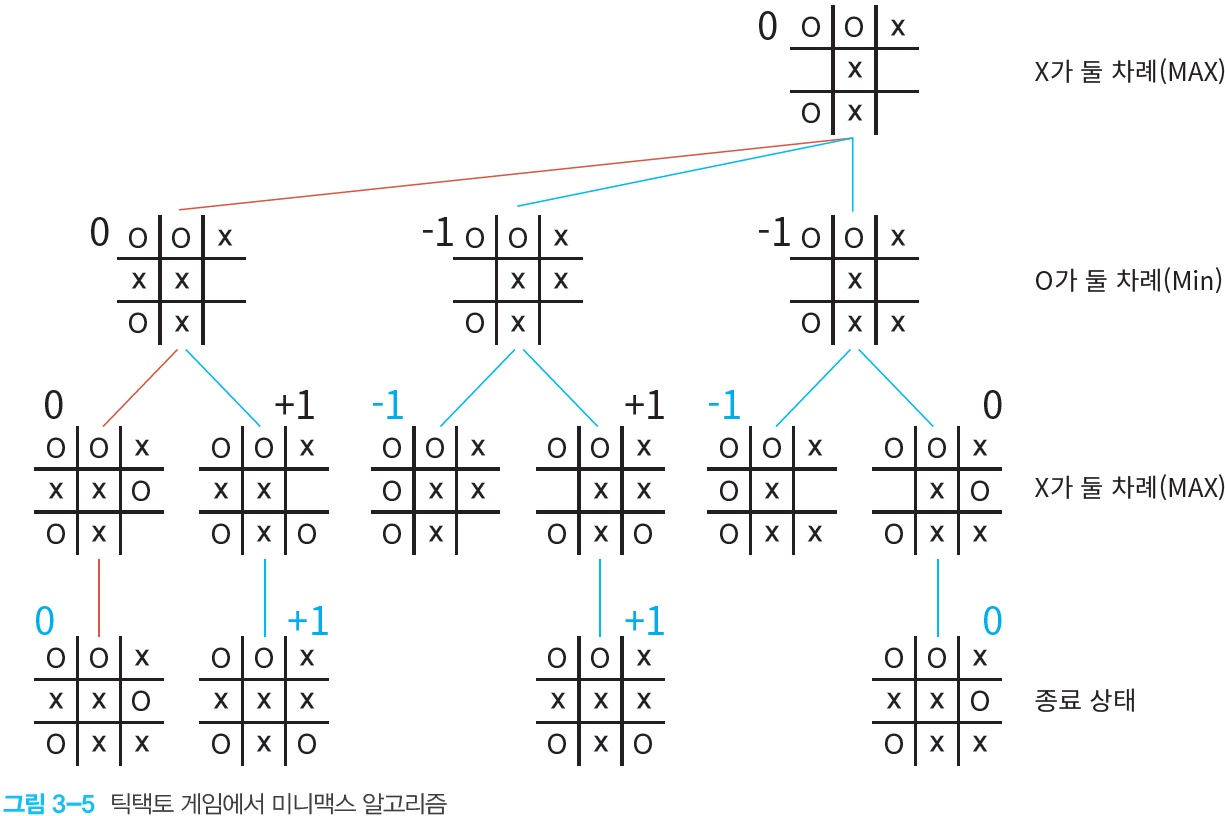 0 O O x
x
O x
X가 둘 차례(MAX)
0 O O x -1 O O x -1 O O x
x x x x x
O x O x O x x
O가 둘 차례(Min)
0 +1 -1 +1 -1 0
O O x O O x O O x O O x O O x O O x
x x O x x O x x x x O x x O
O x O x O O x O x O O x x O x x
X가 둘 차례(MAX)
0 +1 +1 0
O O x O O x O O x O O x
x x O x x x x x x x x O
O x x O x O O x O O x x
종료 상태
그림 3-5 틱택토 게임에서 미니맥스 알고리즘